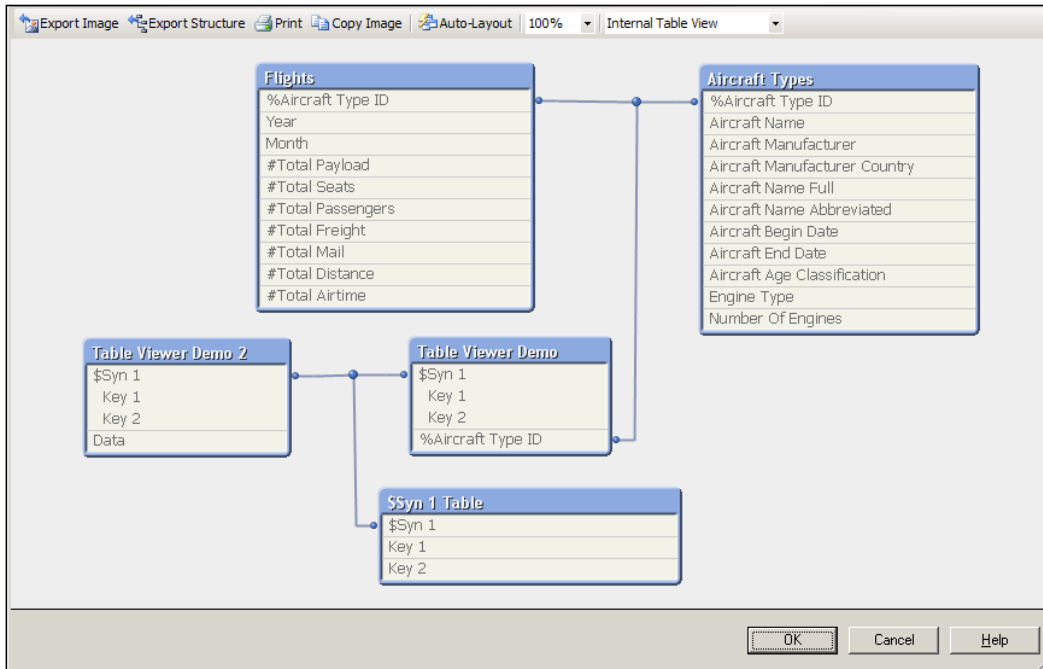 Export Image Export Structure Print Copy Image Auto-Layout 100% Internal Table View
Flights
%Aircraft Type ID
Year
Month
#Total Payload
#Total Seats
#Total Passengers
#Total Freight
#Total Mail
#Total Distance
#Total Airtime
Aircraft Types
%Aircraft Type ID
Aircraft Name
Aircraft Manufacturer
Aircraft Manufacturer Country
Aircraft Name Full
Aircraft Name Abbreviated
Aircraft Begin Date
Aircraft End Date
Aircraft Age Classification
Engine Type
Number Of Engines
Table Viewer Demo 2
$Syn 1
Key 1
Key 2
Data
Table Viewer Demo
$Syn 1
Key 1
Key 2
%Aircraft Type ID
$Syn 1 Table
$Syn 1
Key 1
Key 2
OK Cancel Help